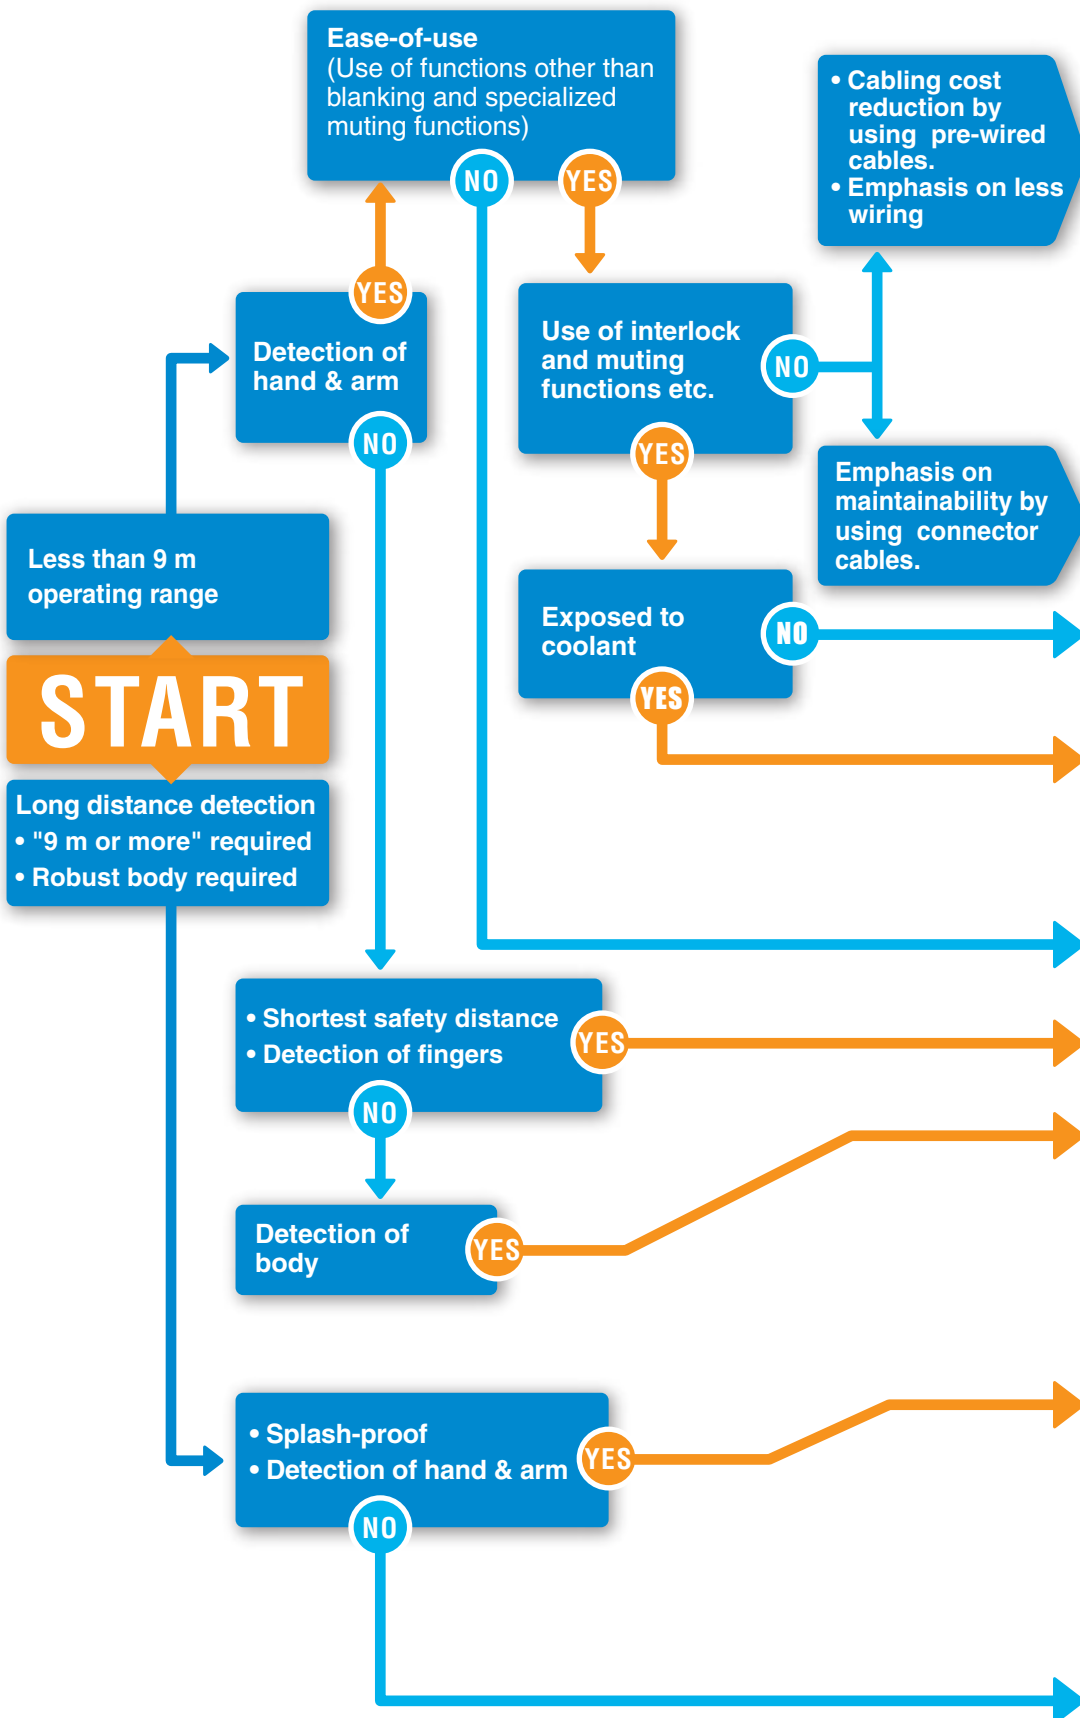 Ease-of-use
(Use of functions other than
blanking and specialized
muting functions)
NO
YES
• Cabling cost
reduction by
using pre-wired
cables.
• Emphasis on less
wiring
YES
Detection of
hand & arm
NO
Use of interlock
and muting
functions etc.
NO
YES
Emphasis on
maintainability by
using connector
cables.
Less than 9 m
operating range
Exposed to
coolant
NO
YES
START
Long distance detection
• "9 m or more" required
• Robust body required
• Shortest safety distance
• Detection of fingers
YES
NO
Detection of
body
YES
• Splash-proof
• Detection of hand & arm
YES
NO